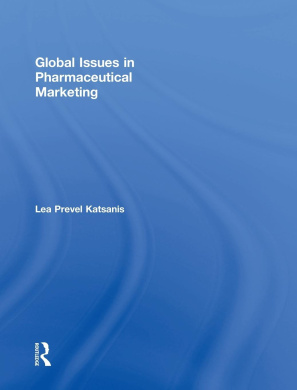 Global Issues in
Pharmaceutical
Marketing
Lea Prevel Katsanis
ROUTLEDGE